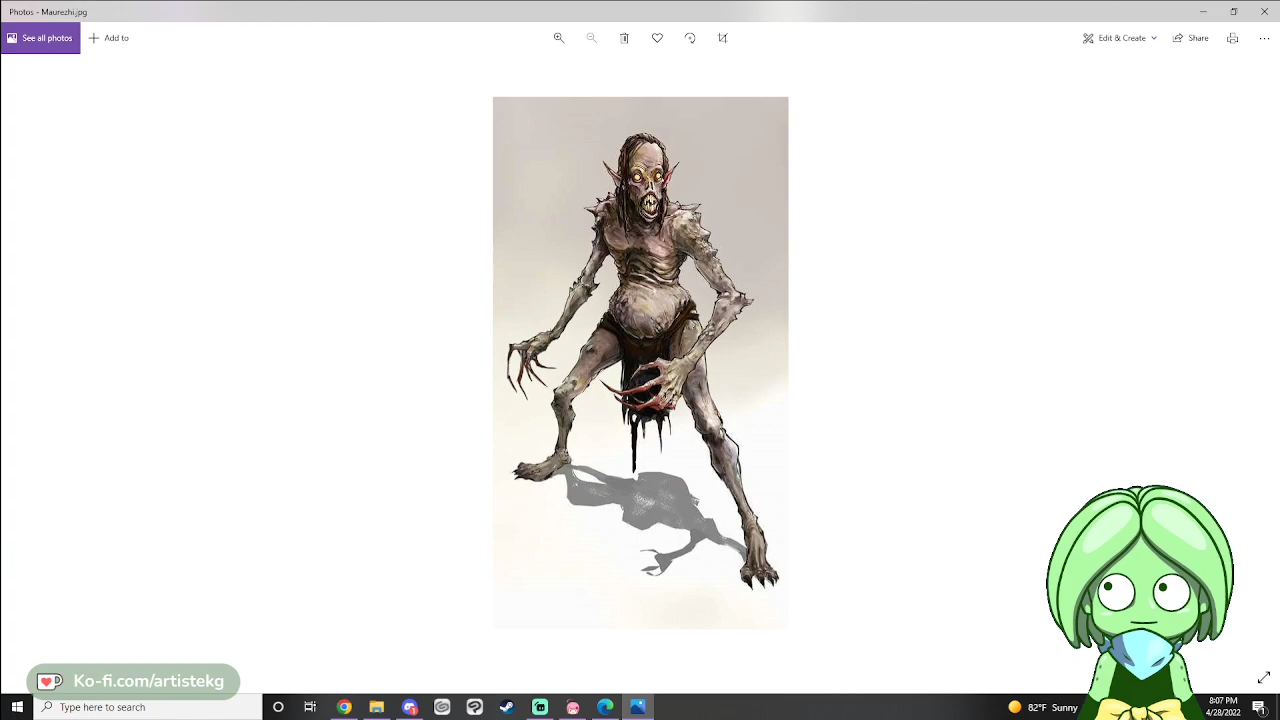 Photos - Maurezhi.jpg
See all photos
Add to
Edit & Create
Share
Ko-fi.com/artistekg
Type here to search
82°F Sunny
8:07 PM
4/28/2022